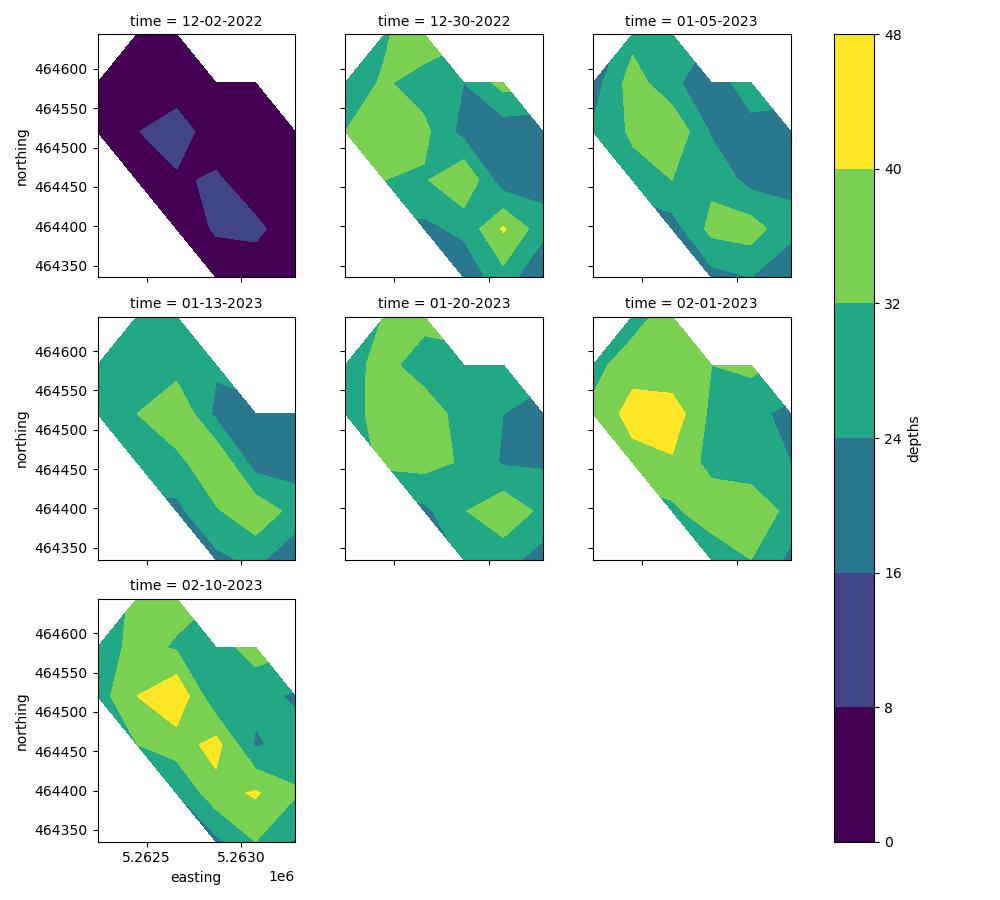 time = 12-02-2022
time = 12-30-2022
time = 01-05-2023
464600
464550
464500
464450
464400
464350
northing
time = 01-13-2023
time = 01-20-2023
time = 02-01-2023
464600
464550
464500
464450
464400
464350
northing
time = 02-10-2023
464600
464550
464500
464450
464400
464350
northing
5.2625
5.2630
easting
1e6
48
40
32
24
16
8
0
depths